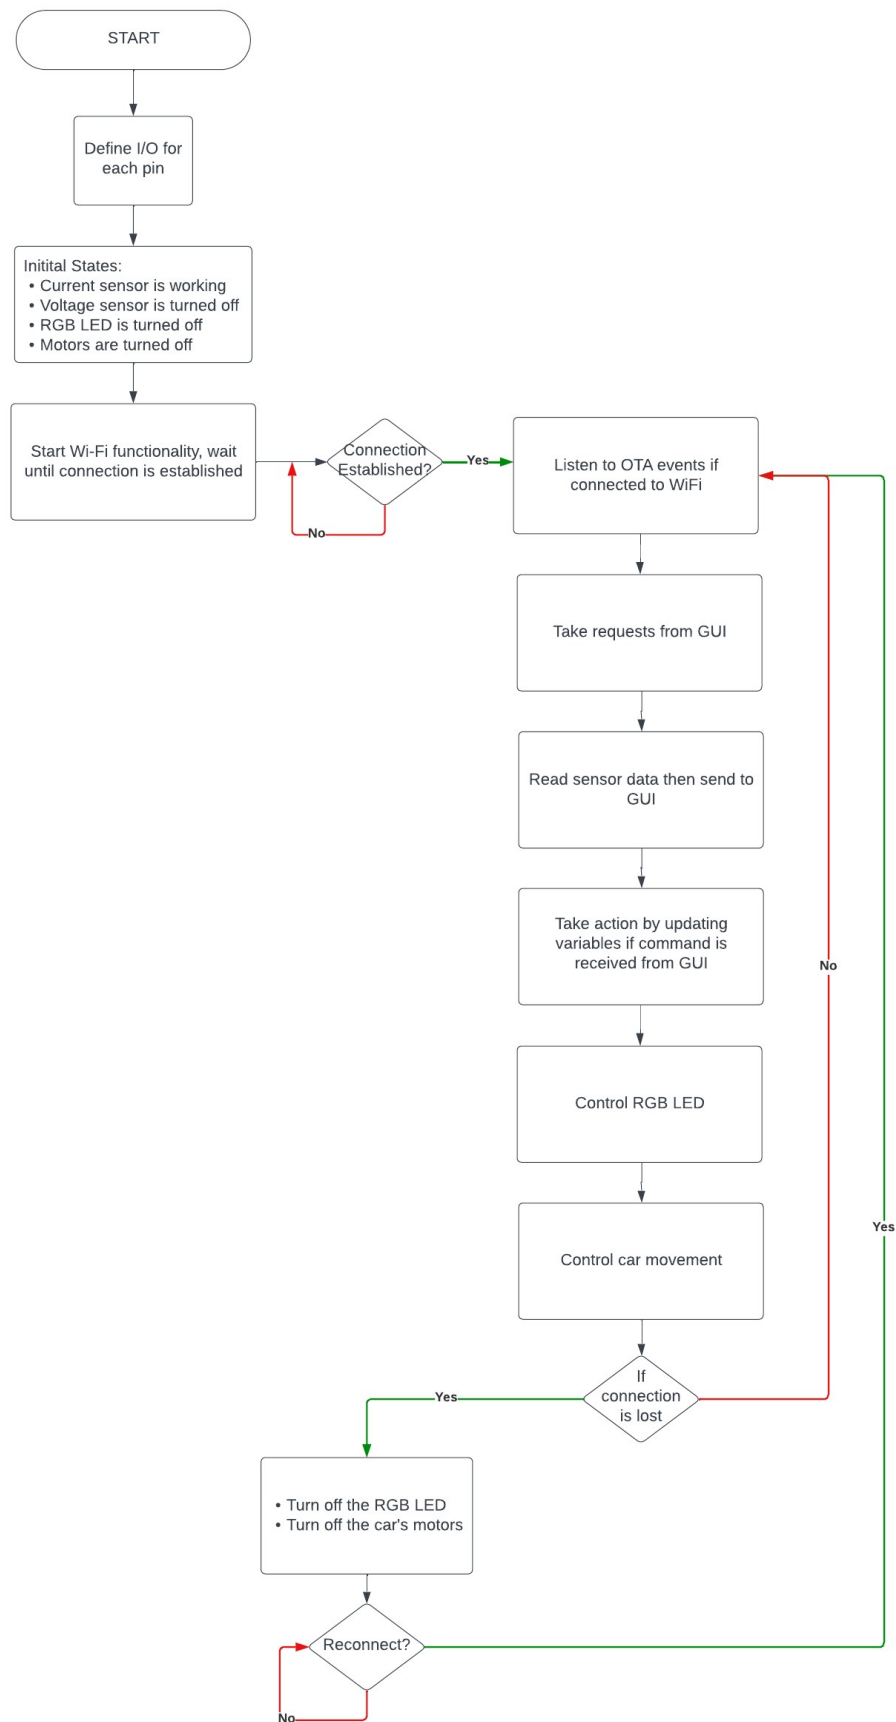 START
Define I/O for
each pin
Initital States:
• Current sensor is working
• Voltage sensor is turned off
• RGB LED is turned off
• Motors are turned off
Start Wi-Fi functionality, wait
until connection is established
Connection
Established?
Yes
No
Listen to OTA events if
connected to WiFi
Take requests from GUI
Read sensor data then send to
GUI
Take action by updating
variables if command is
received from GUI
No
Control RGB LED
Yes
Control car movement
If
connection
is lost
Yes
• Turn off the RGB LED
• Turn off the car's motors
Reconnect?
No